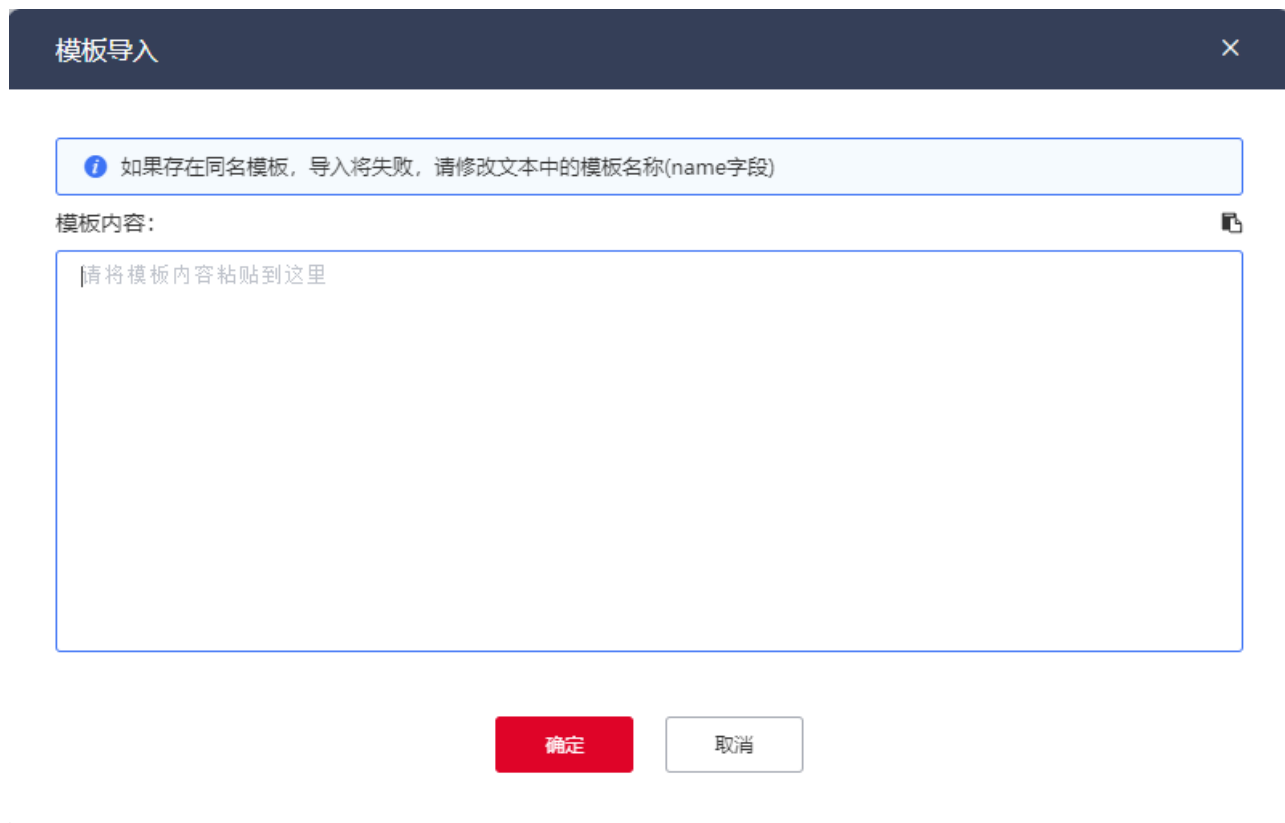 模板导入
如果存在同名模板，导入将失败，请修改文本中的模板名称(name字段)
模板内容：
请将模板内容粘贴到这里
确定
取消